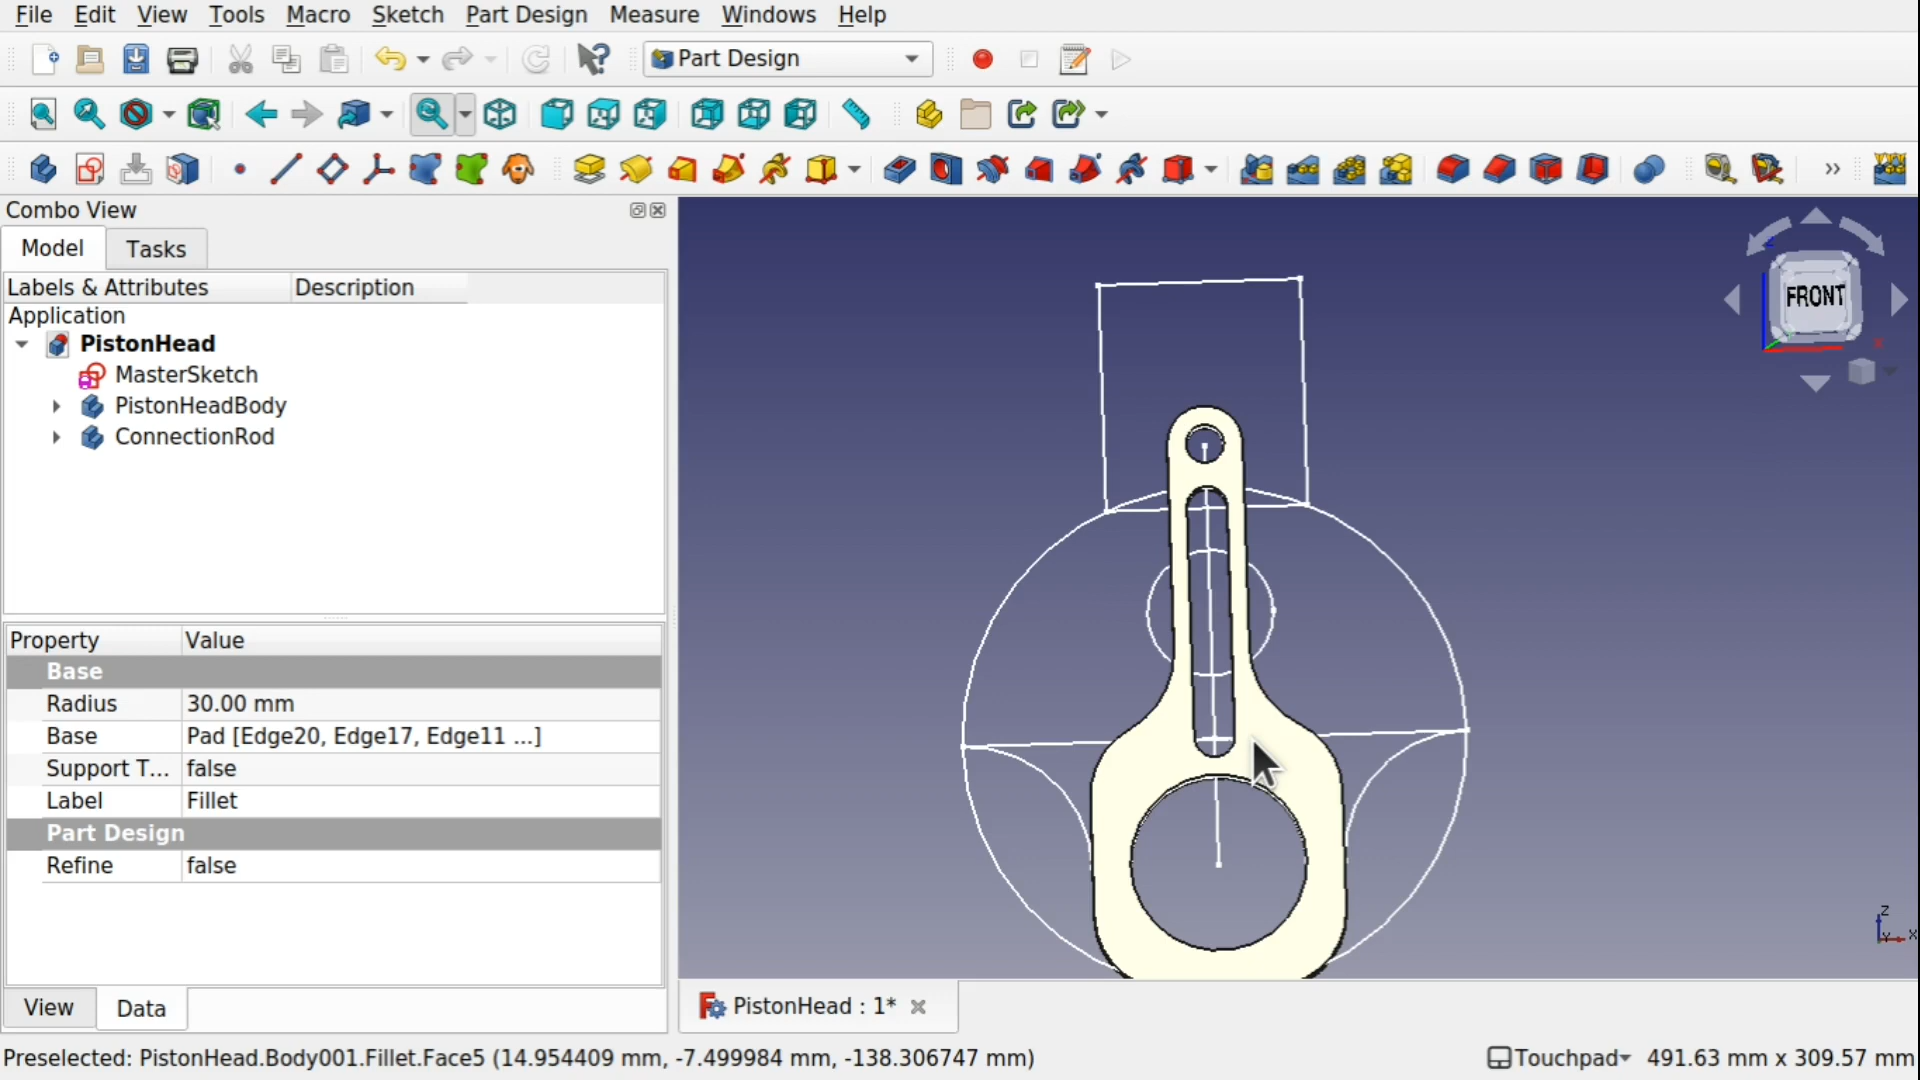 File Edit View Tools Macro Sketch Part Design Measure Windows Help
Part Design
Combo View
Model Tasks
Labels & Attributes Description
Application
PistonHead
MasterSketch
PistonHeadBody
ConnectionRod
FRONT
Property Value
Base
Radius 30.00 mm
Base Pad [Edge20, Edge17, Edge11 ...]
Support T... false
Label Fillet
Part Design
Refine false
Z
Y X
View Data
PistonHead : 1*
Preselected: PistonHead.Body001.Fillet.Face5 (14.954409 mm, -7.499984 mm, -138.306747 mm)
Touchpad 491.63 mm x 309.57 mm